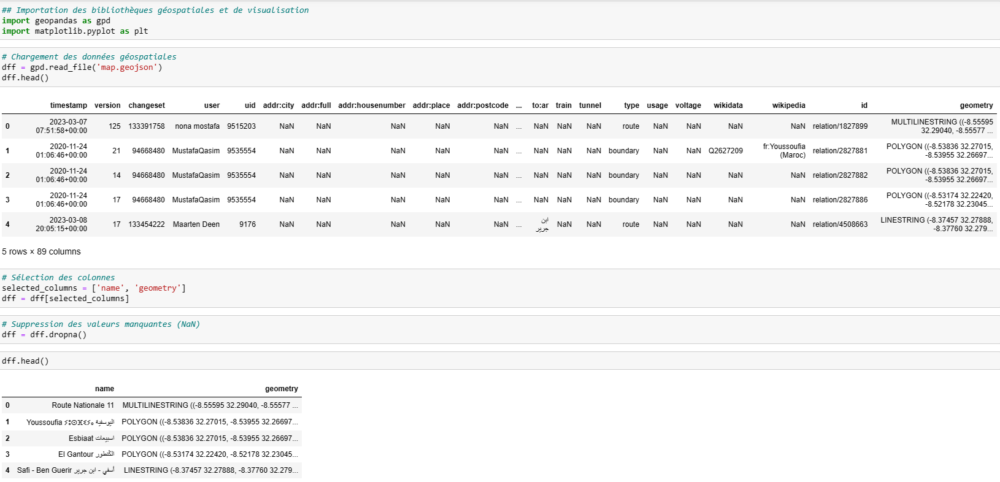 ## Importation des bibliothèques géospatiales et de visualisation
import geopandas as gpd
import matplotlib.pyplot as plt
# Chargement des données géospatiales
dff = gpd.read_file('map.geojson')
dff.head()
timestamp version changeset user uid addr:city addr:full addr:housenumber addr:place addr:postcode ... to:ar train tunnel type usage voltage wikidata wikipedia id geometry
0 2023-03-07 07:51:58+00:00 125 133391758 nona mostafa 9515203 NaN NaN NaN NaN NaN ... NaN NaN NaN route NaN NaN NaN NaN relation/1827899 MULTILINESTRING ((-8.55595 32.29040, -8.55577 ...
1 2020-11-24 01:06:46+00:00 21 94668480 MustafaQasim 9535554 NaN NaN NaN NaN NaN ... NaN NaN NaN boundary NaN NaN Q2627209 fr:Youssoufia (Maroc) relation/2827881 POLYGON ((-8.53836 32.27015, -8.53955 32.26697...
2 2020-11-24 01:06:46+00:00 14 94668480 MustafaQasim 9535554 NaN NaN NaN NaN NaN ... NaN NaN NaN boundary NaN NaN NaN NaN relation/2827882 POLYGON ((-8.53836 32.27015, -8.53955 32.26697...
3 2020-11-24 01:06:46+00:00 17 94668480 MustafaQasim 9535554 NaN NaN NaN NaN NaN ... NaN NaN NaN boundary NaN NaN NaN NaN relation/2827886 POLYGON ((-8.53174 32.22420, -8.52178 32.23045...
4 2023-03-08 20:05:15+00:00 17 133454222 Maarten Deen 9176 NaN NaN NaN NaN NaN ... ابن جرير NaN NaN route NaN NaN NaN NaN relation/4508663 LINESTRING (-8.37457 32.27888, -8.37760 32.279...
5 rows × 89 columns
# Sélection des colonnes
selected_columns = ['name', 'geometry']
dff = dff[selected_columns]
# Suppression des valeurs manquantes (NaN)
dff = dff.dropna()
dff.head()
name geometry
0 Route Nationale 11 MULTILINESTRING ((-8.55595 32.29040, -8.55577 ...
1 Youssoufia ⵢⵓⵙⴼⵉⵢⴰ اليوسفية POLYGON ((-8.53836 32.27015, -8.53955 32.26697...
2 Esbiaat اسبيعات POLYGON ((-8.53836 32.27015, -8.53955 32.26697...
3 El Gantour الݣنطور POLYGON ((-8.53174 32.22420, -8.52178 32.23045...
4 Safi - Ben Guerir أسفي - ابن جرير LINESTRING (-8.37457 32.27888, -8.37760 32.279...